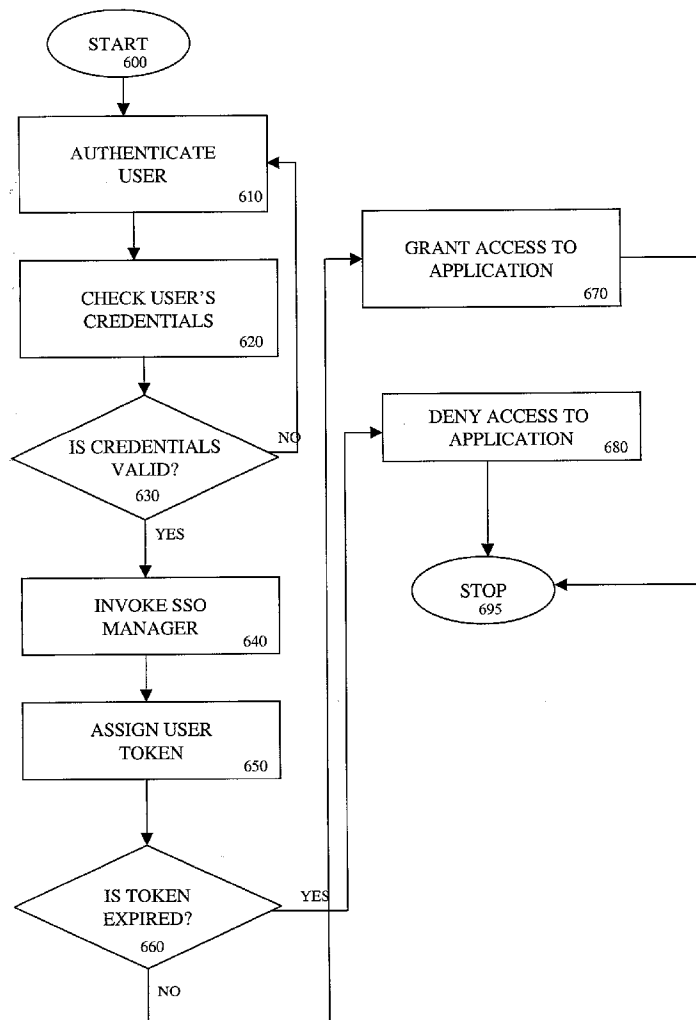 START
600
AUTHENTICATE
USER
610
CHECK USER'S
CREDENTIALS
620
IS CREDENTIALS
VALID?
630
NO
YES
INVOKE SSO
MANAGER
640
ASSIGN USER
TOKEN
650
IS TOKEN
EXPIRED?
660
YES
NO
GRANT ACCESS TO
APPLICATION
670
DENY ACCESS TO
APPLICATION
680
STOP
695